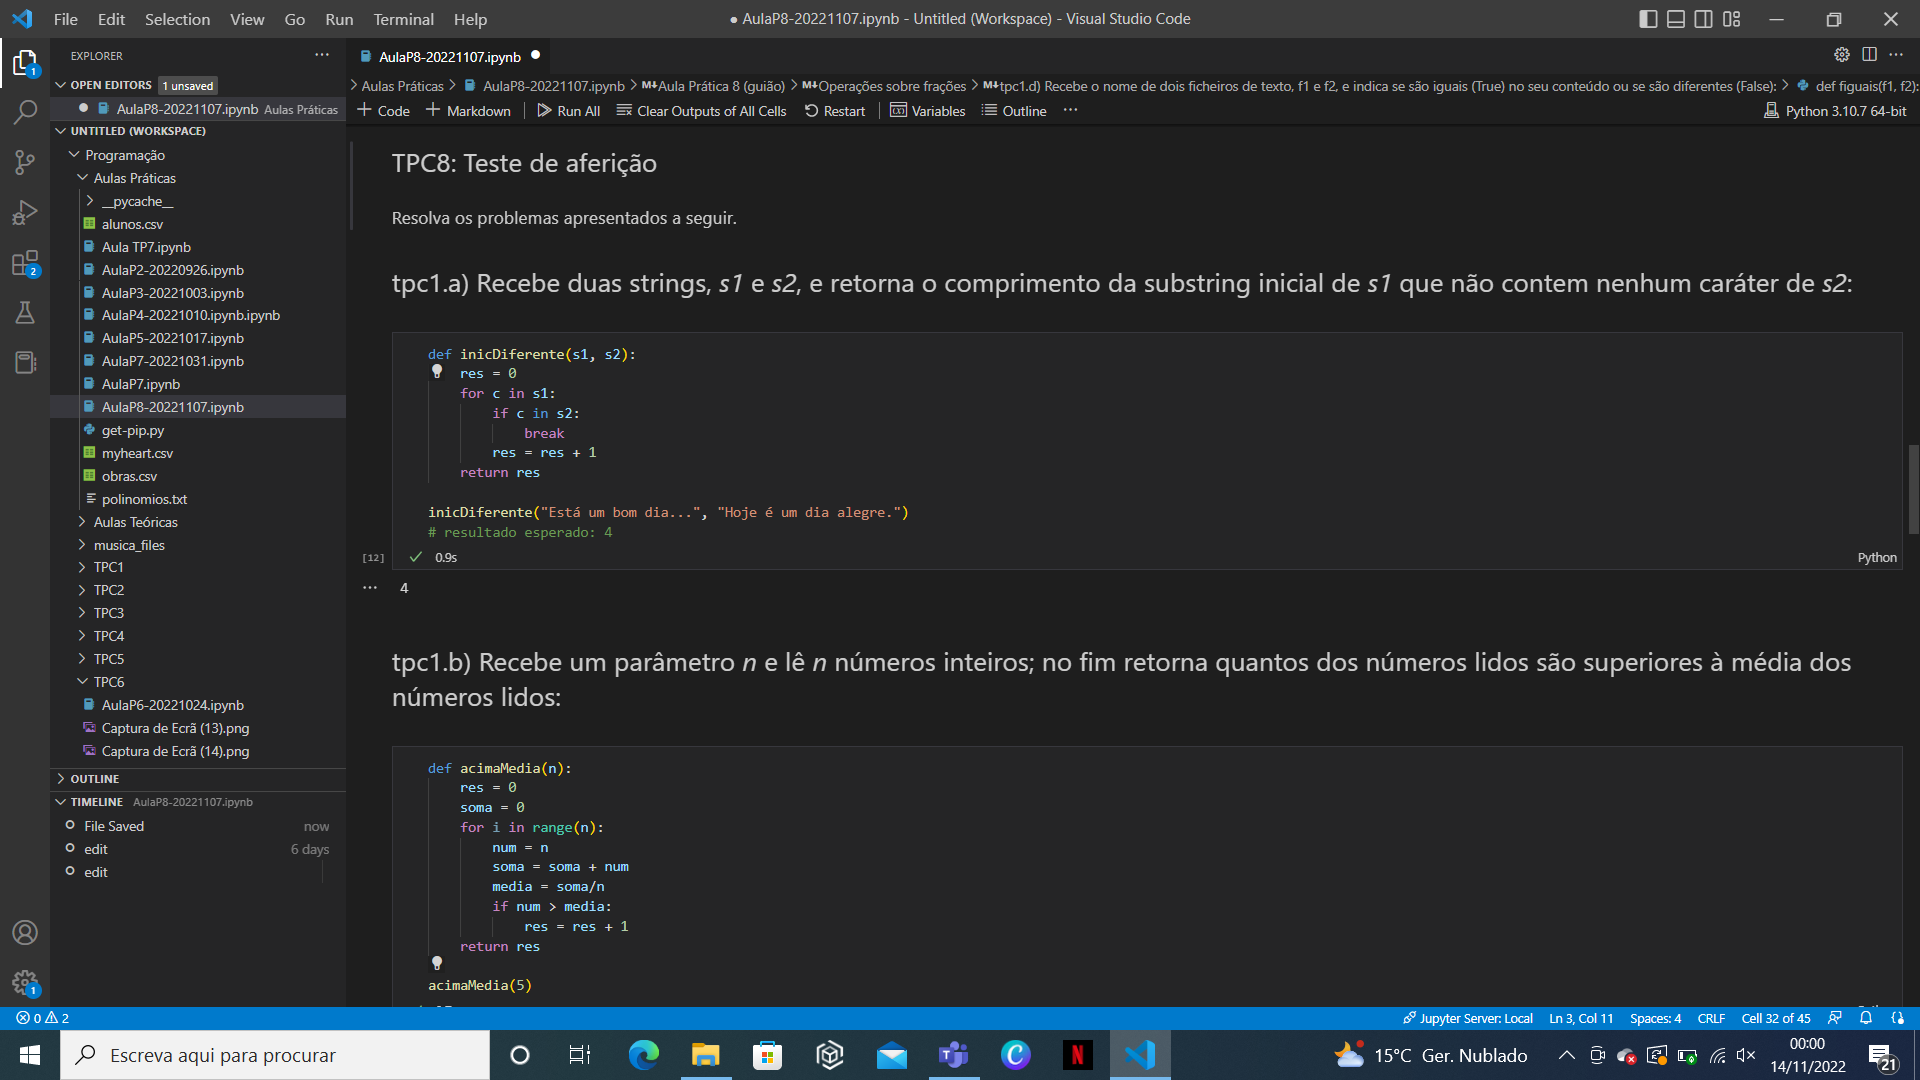 File Edit Selection View Go Run Terminal Help
● AulaP8-20221107.ipynb - Untitled (Workspace) - Visual Studio Code
EXPLORER
OPEN EDITORS 1 unsaved
AulaP8-20221107.ipynb Aulas Práticas
UNTITLED (WORKSPACE)
Programação
Aulas Práticas
__pycache__
alunos.csv
Aula TP7.ipynb
AulaP2-20220926.ipynb
AulaP3-20221003.ipynb
AulaP4-20221010.ipynb.ipynb
AulaP5-20221017.ipynb
AulaP7-20221031.ipynb
AulaP7.ipynb
AulaP8-20221107.ipynb
get-pip.py
myheart.csv
obras.csv
polinomios.txt
Aulas Teóricas
musica_files
TPC1
TPC2
TPC3
TPC4
TPC5
TPC6
AulaP6-20221024.ipynb
Captura de Ecrã (13).png
Captura de Ecrã (14).png
OUTLINE
TIMELINE AulaP8-20221107.ipynb
File Saved now
edit 6 days
edit
AulaP8-20221107.ipynb
Aulas Práticas > AulaP8-20221107.ipynb > M↓Aula Prática 8 (guião) > M↓Operações sobre frações > M↓tpc1.d) Recebe o nome de dois ficheiros de texto, f1 e f2, e indica se são iguais (True) no seu conteúdo ou se são diferentes (False): > def figuais(f1, f2):
+ Code + Markdown Run All Clear Outputs of All Cells Restart Variables Outline ···
Python 3.10.7 64-bit
TPC8: Teste de aferição
Resolva os problemas apresentados a seguir.
tpc1.a) Recebe duas strings, s1 e s2, e retorna o comprimento da substring inicial de s1 que não contem nenhum caráter de s2:
def inicDiferente(s1, s2):
res = 0
for c in s1:
if c in s2:
break
res = res + 1
return res
inicDiferente("Está um bom dia...", "Hoje é um dia alegre.")
# resultado esperado: 4
[12] 0.9s
Python
4
tpc1.b) Recebe um parâmetro n e lê n números inteiros; no fim retorna quantos dos números lidos são superiores à média dos
números lidos:
def acimaMedia(n):
res = 0
soma = 0
for i in range(n):
num = n
soma = soma + num
media = soma/n
if num > media:
res = res + 1
return res
acimaMedia(5)
0 2
Jupyter Server: Local Ln 3, Col 11 Spaces: 4 CRLF Cell 32 of 45
Escreva aqui para procurar
15°C Ger. Nublado
00:00
14/11/2022
21